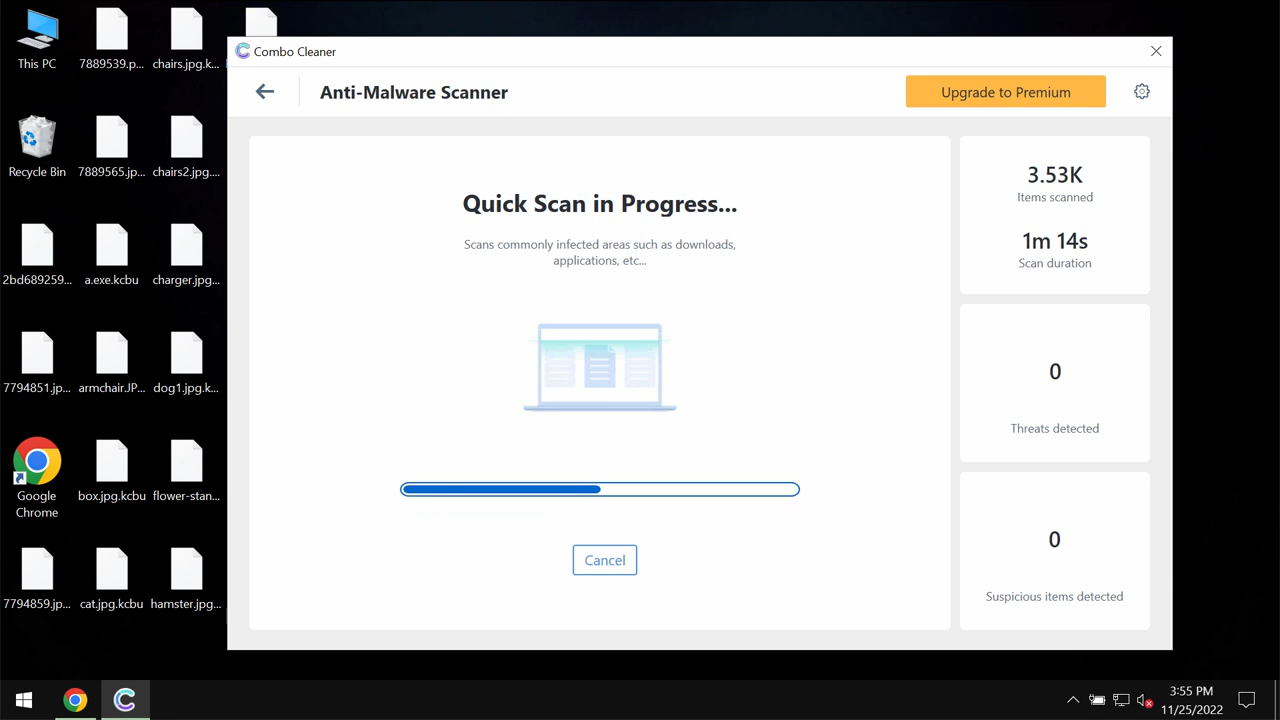 This PC
7889539.p...
chairs.jpg.k...
Recycle Bin
7889565.jp...
chairs2.jpg....
2bd689259...
a.exe.kcbu
charger.jpg...
7794851.jp...
armchair.JP...
dog1.jpg.k...
Google
Chrome
box.jpg.kcbu
flower-stan...
7794859.jp...
cat.jpg.kcbu
hamster.jpg...
Combo Cleaner
Anti-Malware Scanner
Upgrade to Premium
Quick Scan in Progress...
Scans commonly infected areas such as downloads,
applications, etc...
Cancel
3.53K
Items scanned
1m 14s
Scan duration
0
Threats detected
0
Suspicious items detected
3:55 PM
11/25/2022